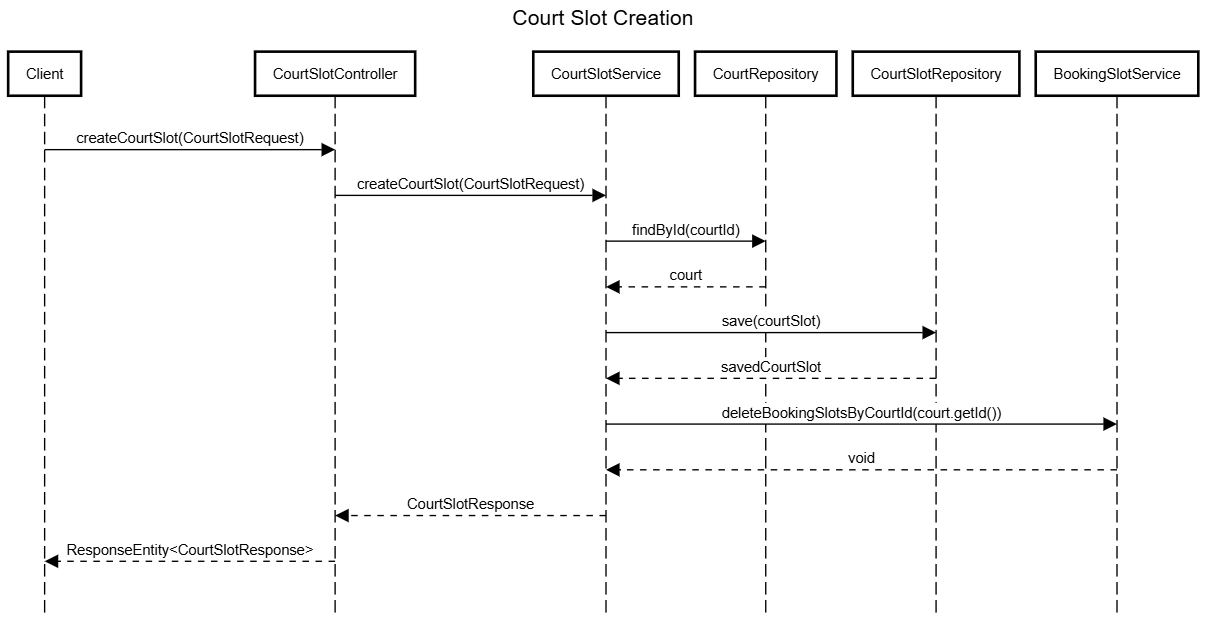 Court Slot Creation
Client
CourtSlotController
CourtSlotService
CourtRepository
CourtSlotRepository
BookingSlotService
createCourtSlot(CourtSlotRequest)
createCourtSlot(CourtSlotRequest)
findById(courtId)
court
save(courtSlot)
savedCourtSlot
deleteBookingSlotsByCourtId(court.getId())
void
CourtSlotResponse
ResponseEntity<CourtSlotResponse>